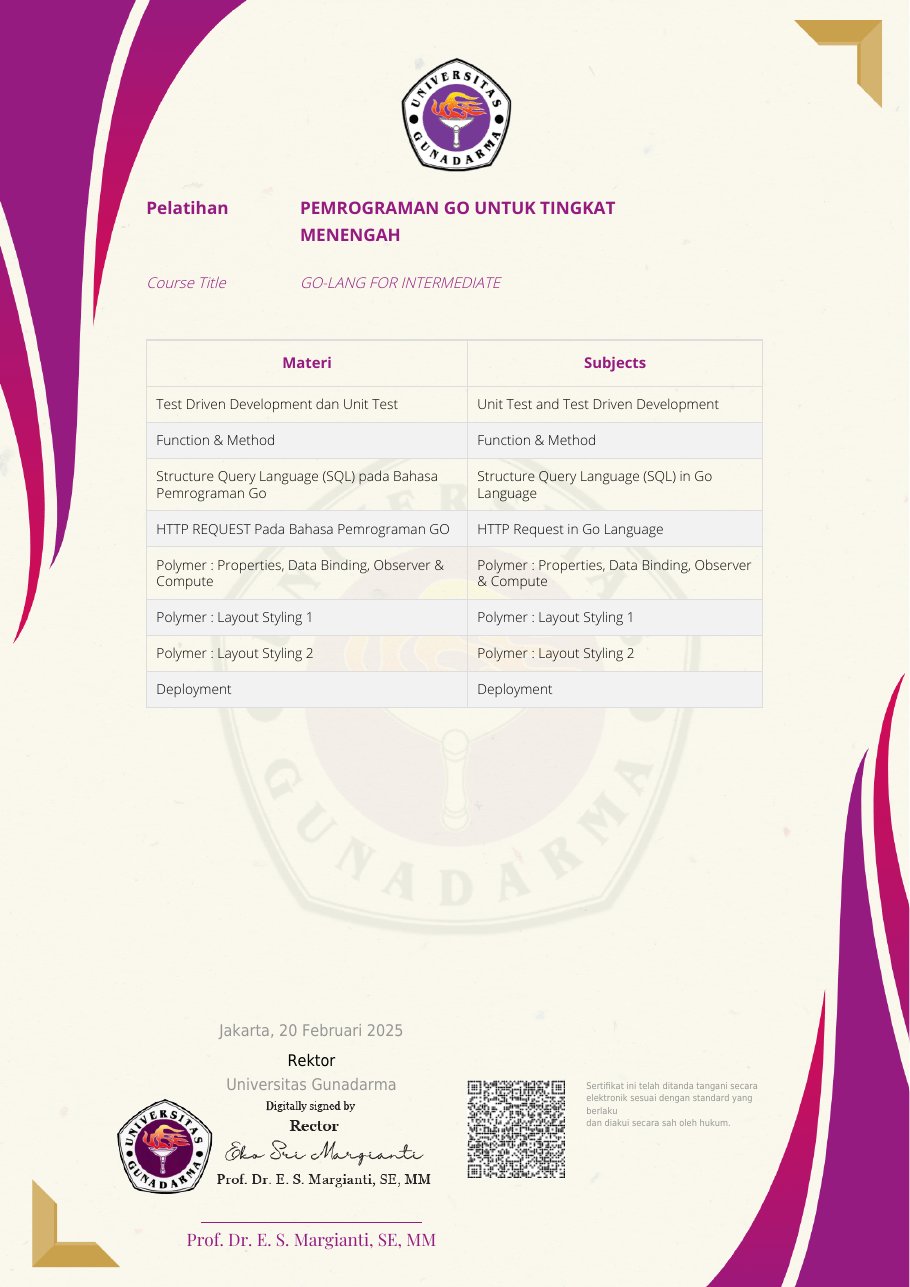 UNIVERSITAS
GUNADARMA
Pelatihan PEMROGRAMAN GO UNTUK TINGKAT
MENENGAH
Course Title GO-LANG FOR INTERMEDIATE
Materi Subjects
Test Driven Development dan Unit Test Unit Test and Test Driven Development
Function & Method Function & Method
Structure Query Language (SQL) pada Bahasa Structure Query Language (SQL) in Go
Pemrograman Go Language
HTTP REQUEST Pada Bahasa Pemrograman GO HTTP Request in Go Language
Polymer : Properties, Data Binding, Observer & Polymer : Properties, Data Binding, Observer
Compute & Compute
Polymer : Layout Styling 1 Polymer : Layout Styling 1
Polymer : Layout Styling 2 Polymer : Layout Styling 2
Deployment Deployment
UNIVERSITAS
GUNADARMA
Jakarta, 20 Februari 2025
Rektor
Universitas Gunadarma
Digitally signed by
Rector
Eko Sri Margianti
Prof. Dr. E. S. Margianti, SE, MM
UNIVERSITAS
GUNADARMA
Prof. Dr. E. S. Margianti, SE, MM
Sertifikat ini telah ditanda tangani secara
elektronik sesuai dengan standard yang
berlaku
dan diakui secara sah oleh hukum.